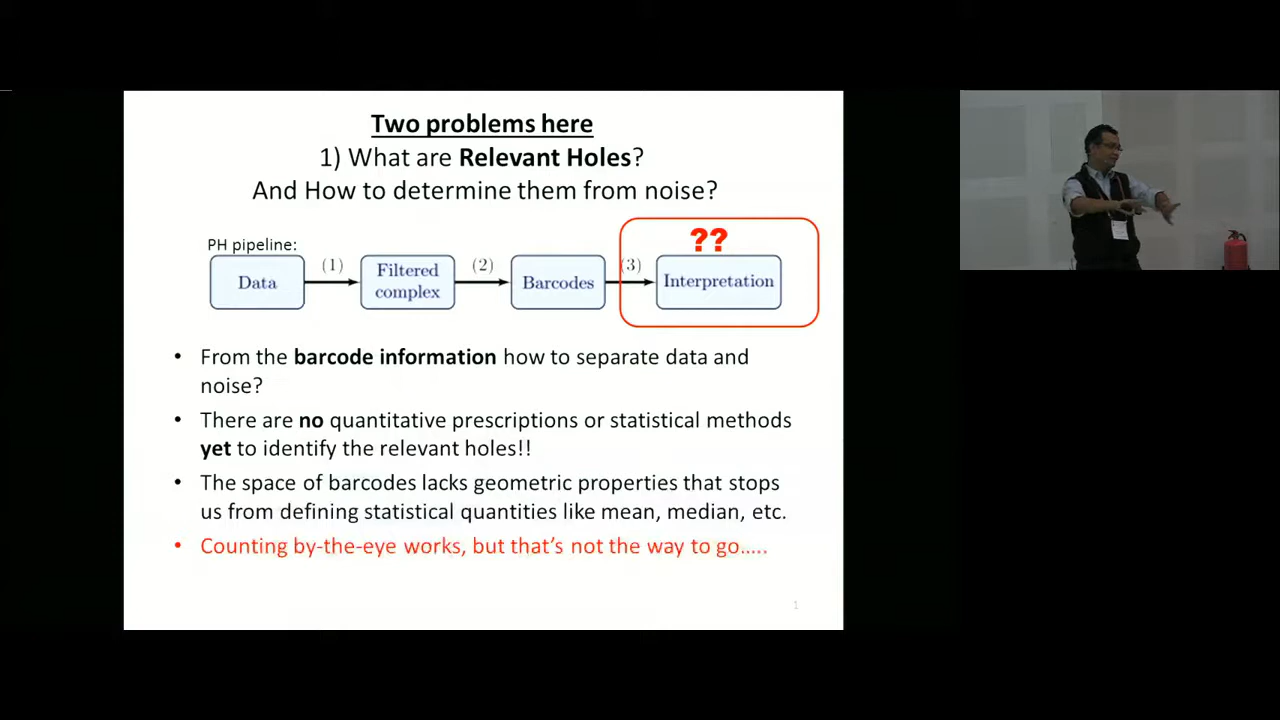 Two problems here
1) What are Relevant Holes?
And How to determine them from noise?
PH pipeline:
??
Data
(1)
Filtered
complex
(2)
Barcodes
(3)
Interpretation
• From the barcode information how to separate data and
noise?
• There are no quantitative prescriptions or statistical methods
yet to identify the relevant holes!!
• The space of barcodes lacks geometric properties that stops
us from defining statistical quantities like mean, median, etc.
• Counting by-the-eye works, but that’s not the way to go…..
1